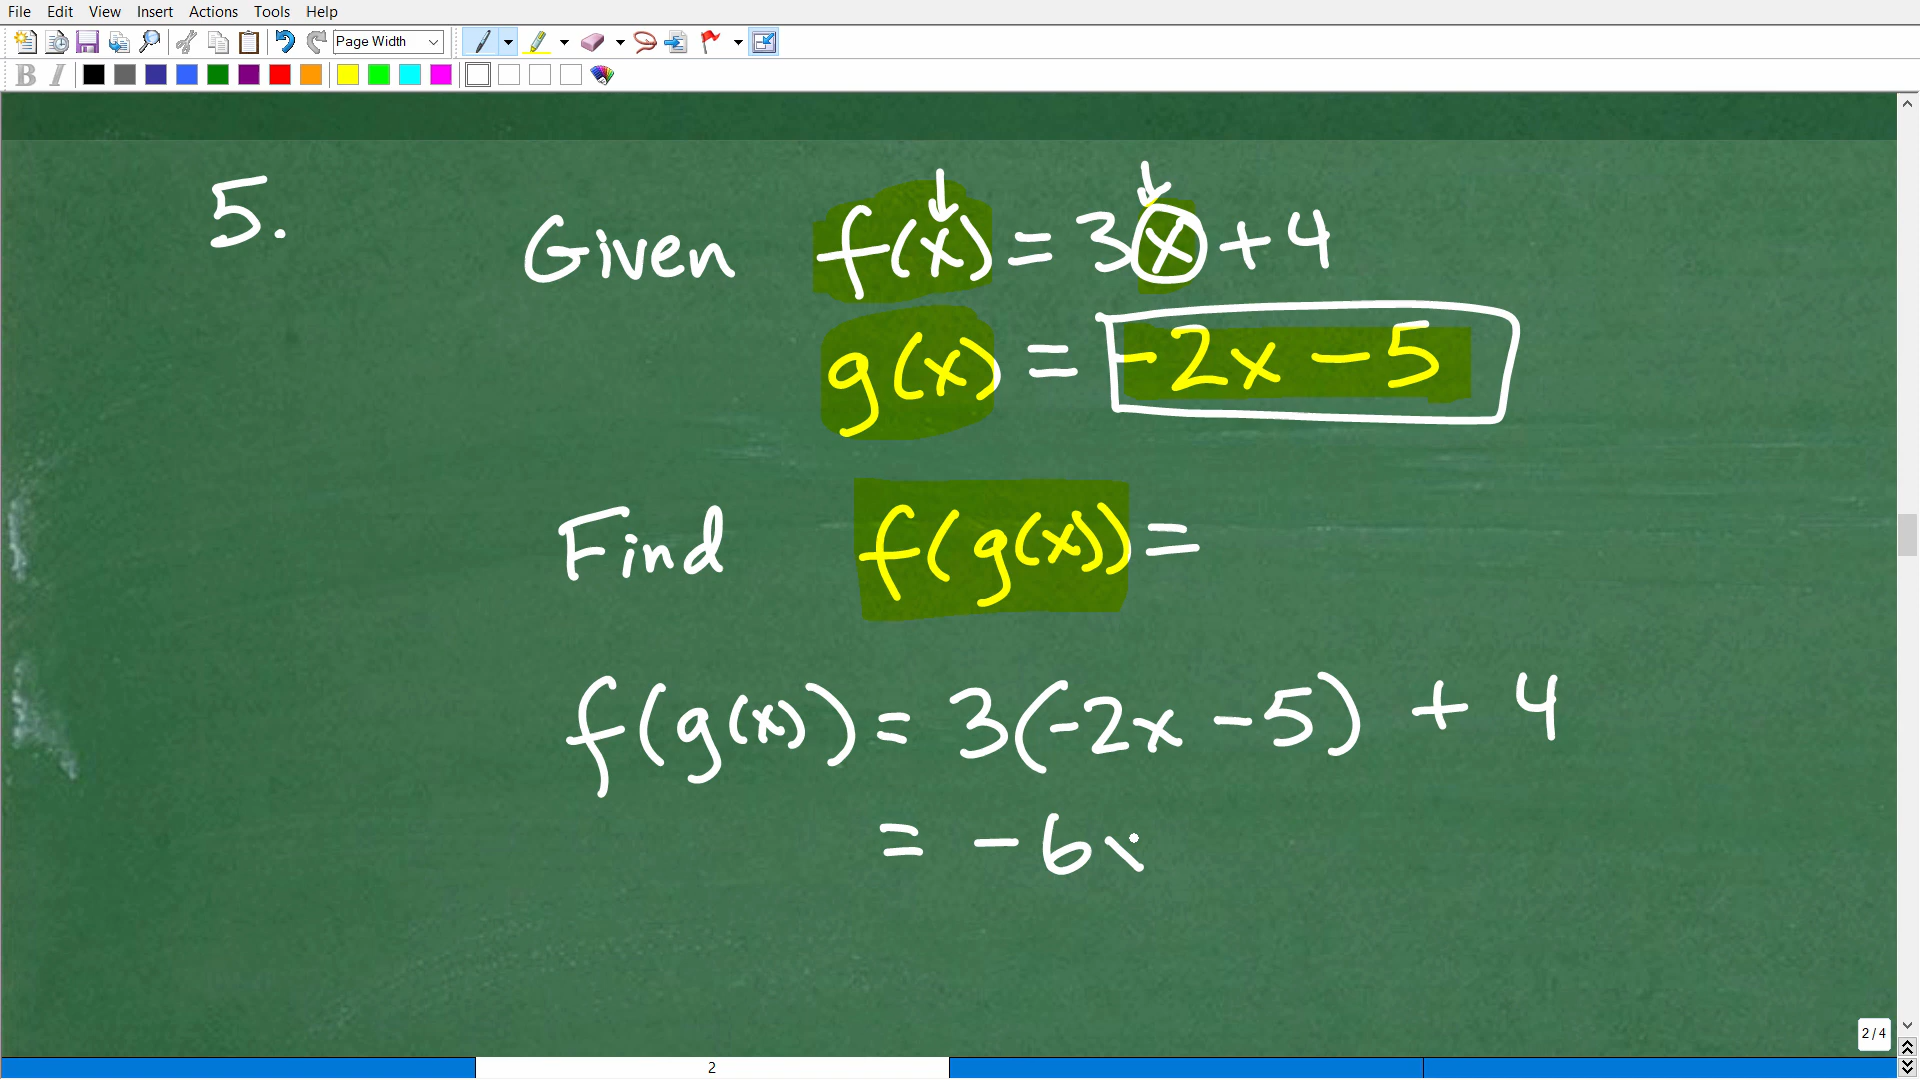 File Edit View Insert Actions Tools Help
Page Width
B I
5. Given f(x) = 3x + 4
g(x) = -2x - 5
Find f(g(x)) =
f(g(x)) = 3(-2x - 5) + 4
= - 6x
2 / 4
2